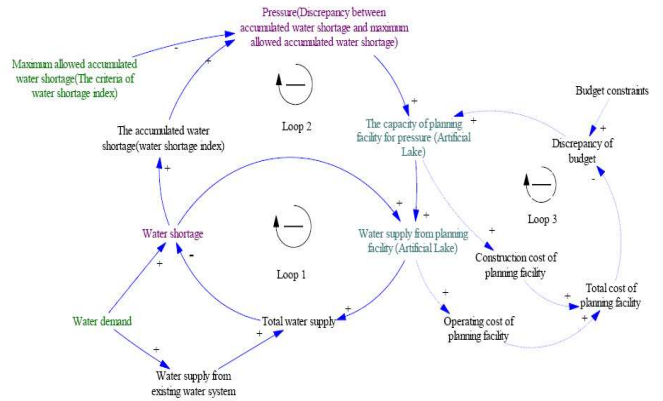 Pressure(Discrepancy between
accumulated water shortage and maximum
allowed accumulated water shortage)
-
+
Maximum allowed accumulated
water shortage(The criteria of
water shortage index)
Loop 2
Budget constraints
+
+
+
The accumulated water
shortage(water shortage index)
The capacity of planning
facility for pressure (Artificial
Lake)
Discrepancy of
budget
+
-
Loop 3
+
+
Water shortage
Water supply from planning
facility (Artificial Lake)
-
+
Loop 1
+
Construction cost of
planning facility
+
+
+
Total cost of
planning facility
+
Water demand
Total water supply
Operating cost of
planning facility
+
+
+
Water supply from
existing water system